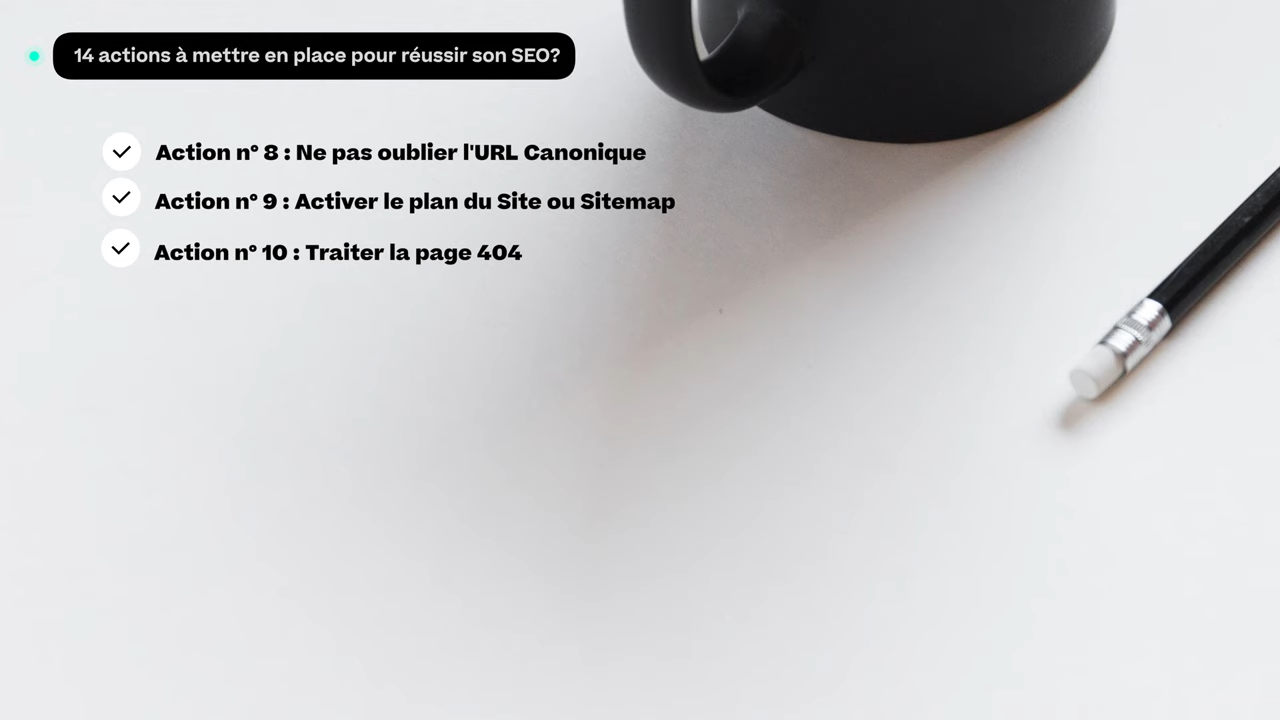 14 actions à mettre en place pour réussir son SEO?
Action n° 8 : Ne pas oublier l'URL Canonique
Action n° 9 : Activer le plan du Site ou Sitemap
Action n° 10 : Traiter la page 404